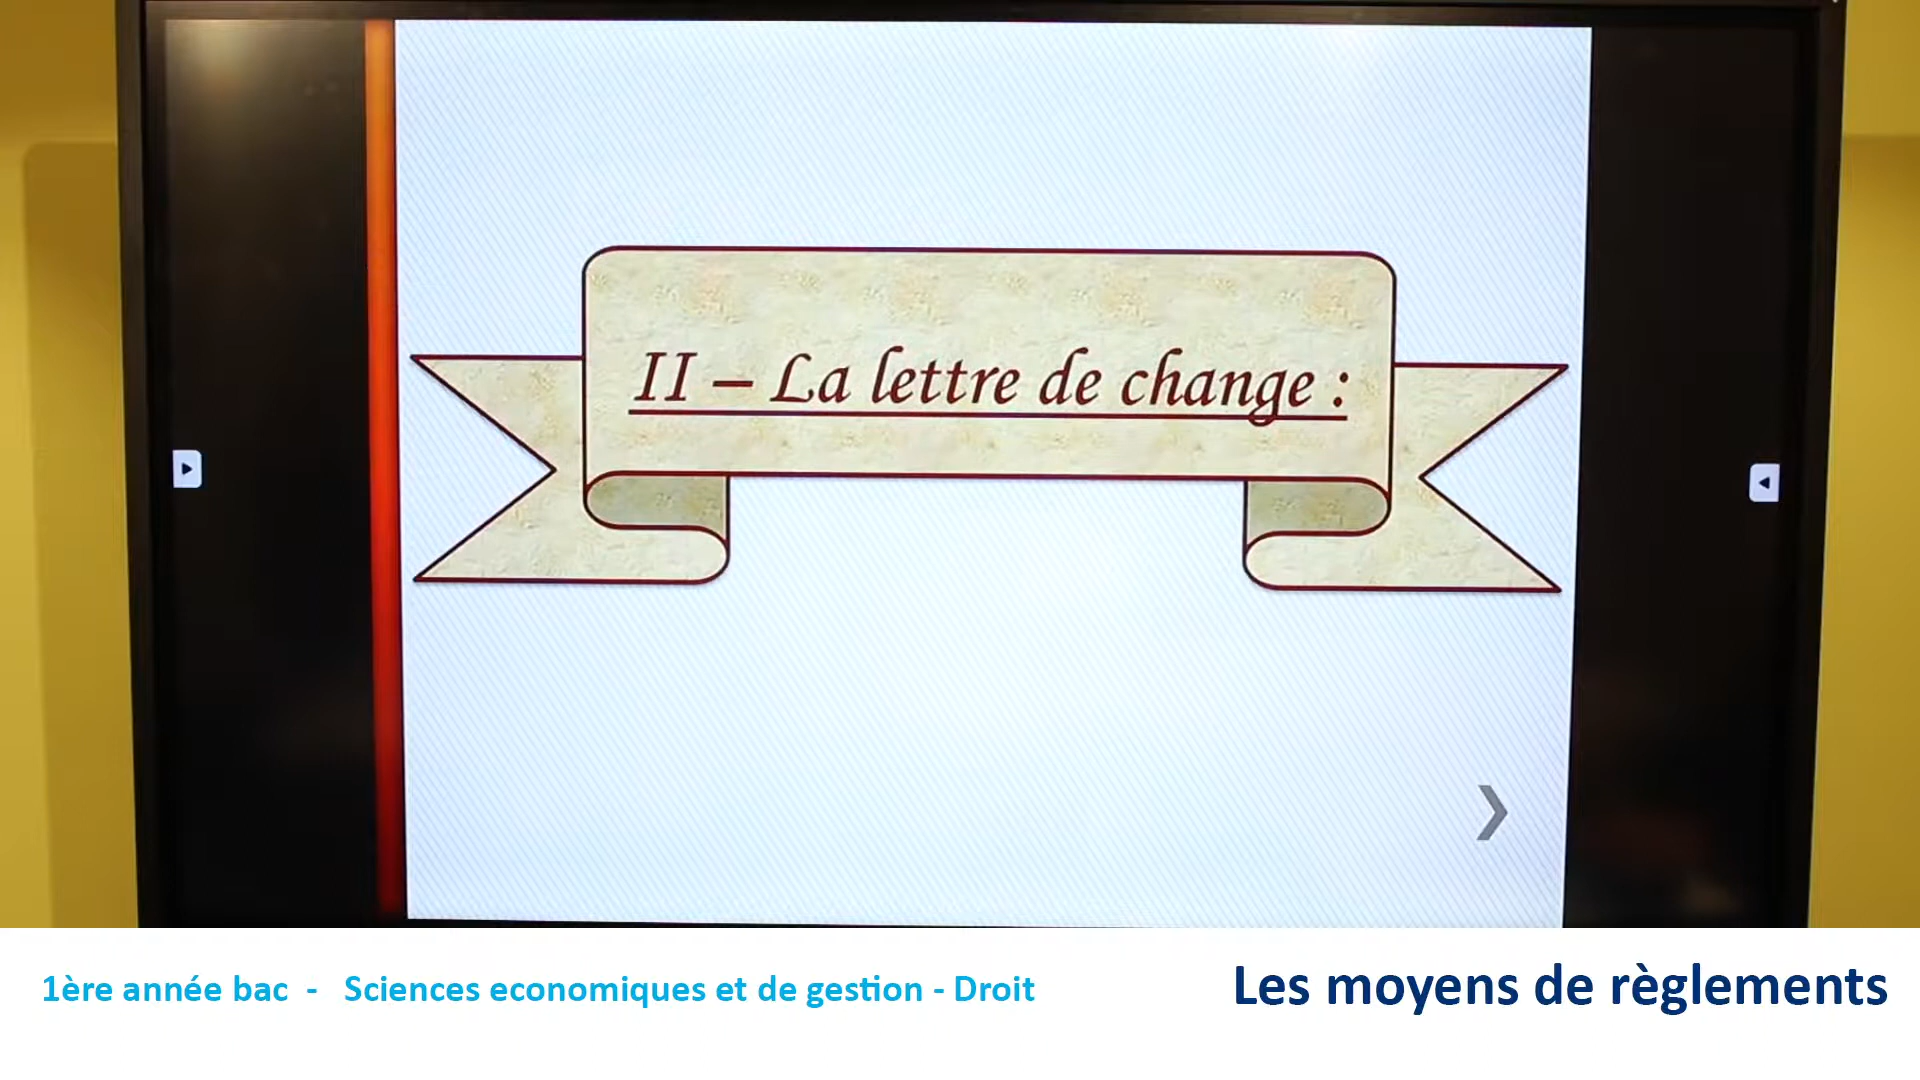 II – La lettre de change :
1ère année bac - Sciences economiques et de gestion - Droit
Les moyens de règlements